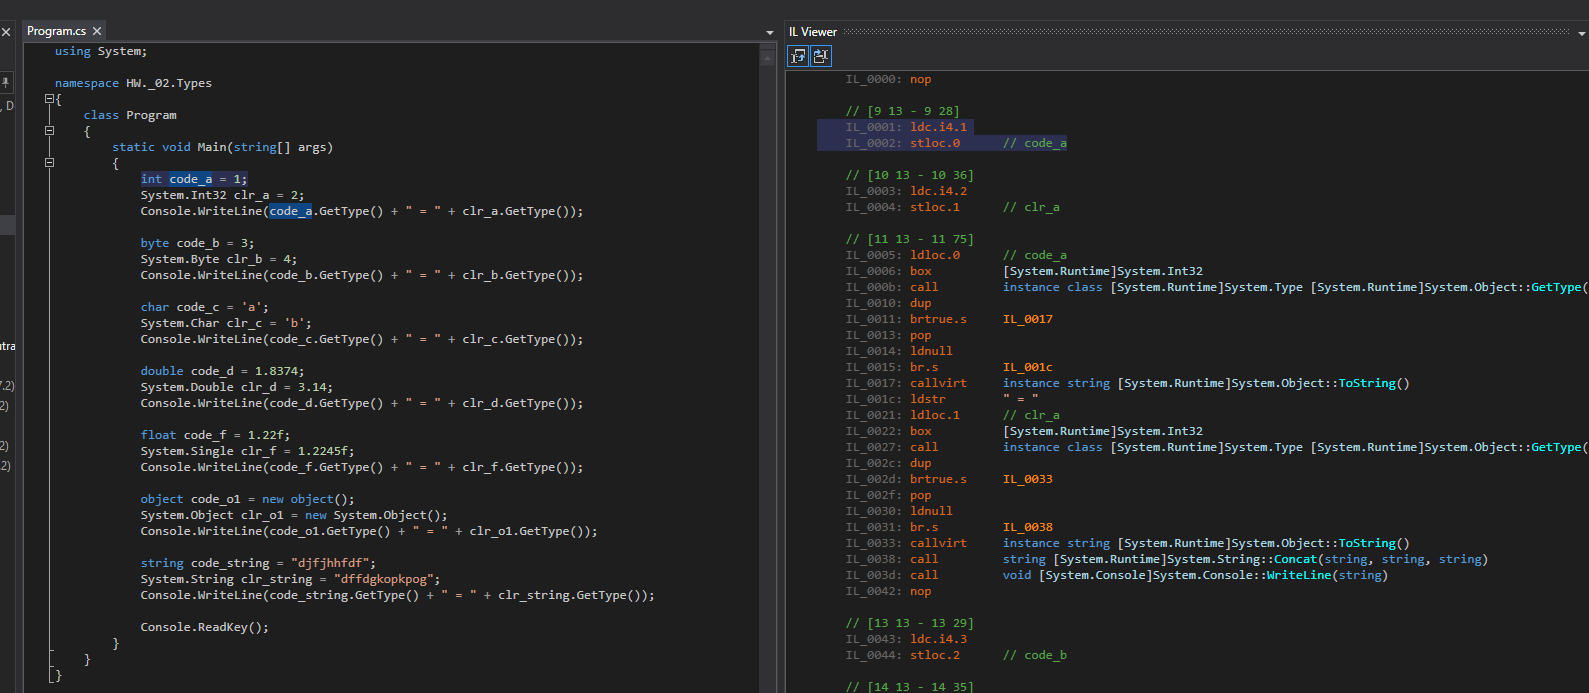 Program.cs
using System;
namespace HW._02.Types
{
class Program
{
static void Main(string[] args)
{
int code_a = 1;
System.Int32 clr_a = 2;
Console.WriteLine(code_a.GetType() + " = " + clr_a.GetType());
byte code_b = 3;
System.Byte clr_b = 4;
Console.WriteLine(code_b.GetType() + " = " + clr_b.GetType());
char code_c = 'a';
System.Char clr_c = 'b';
Console.WriteLine(code_c.GetType() + " = " + clr_c.GetType());
double code_d = 1.8374;
System.Double clr_d = 3.14;
Console.WriteLine(code_d.GetType() + " = " + clr_d.GetType());
float code_f = 1.22f;
System.Single clr_f = 1.2245f;
Console.WriteLine(code_f.GetType() + " = " + clr_f.GetType());
object code_o1 = new object();
System.Object clr_o1 = new System.Object();
Console.WriteLine(code_o1.GetType() + " = " + clr_o1.GetType());
string code_string = "djfjhhfdf";
System.String clr_string = "dffdgkopkpog";
Console.WriteLine(code_string.GetType() + " = " + clr_string.GetType());
Console.ReadKey();
}
}
}
IL Viewer
IL_0000: nop
// [9 13 - 9 28]
IL_0001: ldc.i4.1
IL_0002: stloc.0 // code_a
// [10 13 - 10 36]
IL_0003: ldc.i4.2
IL_0004: stloc.1 // clr_a
// [11 13 - 11 75]
IL_0005: ldloc.0 // code_a
IL_0006: box [System.Runtime]System.Int32
IL_000b: call instance class [System.Runtime]System.Type [System.Runtime]System.Object::GetType(
IL_0010: dup
IL_0011: brtrue.s IL_0017
IL_0013: pop
IL_0014: ldnull
IL_0015: br.s IL_001c
IL_0017: callvirt instance string [System.Runtime]System.Object::ToString()
IL_001c: ldstr " = "
IL_0021: ldloc.1 // clr_a
IL_0022: box [System.Runtime]System.Int32
IL_0027: call instance class [System.Runtime]System.Type [System.Runtime]System.Object::GetType(
IL_002c: dup
IL_002d: brtrue.s IL_0033
IL_002f: pop
IL_0030: ldnull
IL_0031: br.s IL_0038
IL_0033: callvirt instance string [System.Runtime]System.Object::ToString()
IL_0038: call string [System.Runtime]System.String::Concat(string, string, string)
IL_003d: call void [System.Console]System.Console::WriteLine(string)
IL_0042: nop
// [13 13 - 13 29]
IL_0043: ldc.i4.3
IL_0044: stloc.2 // code_b
// [14 13 - 14 35]